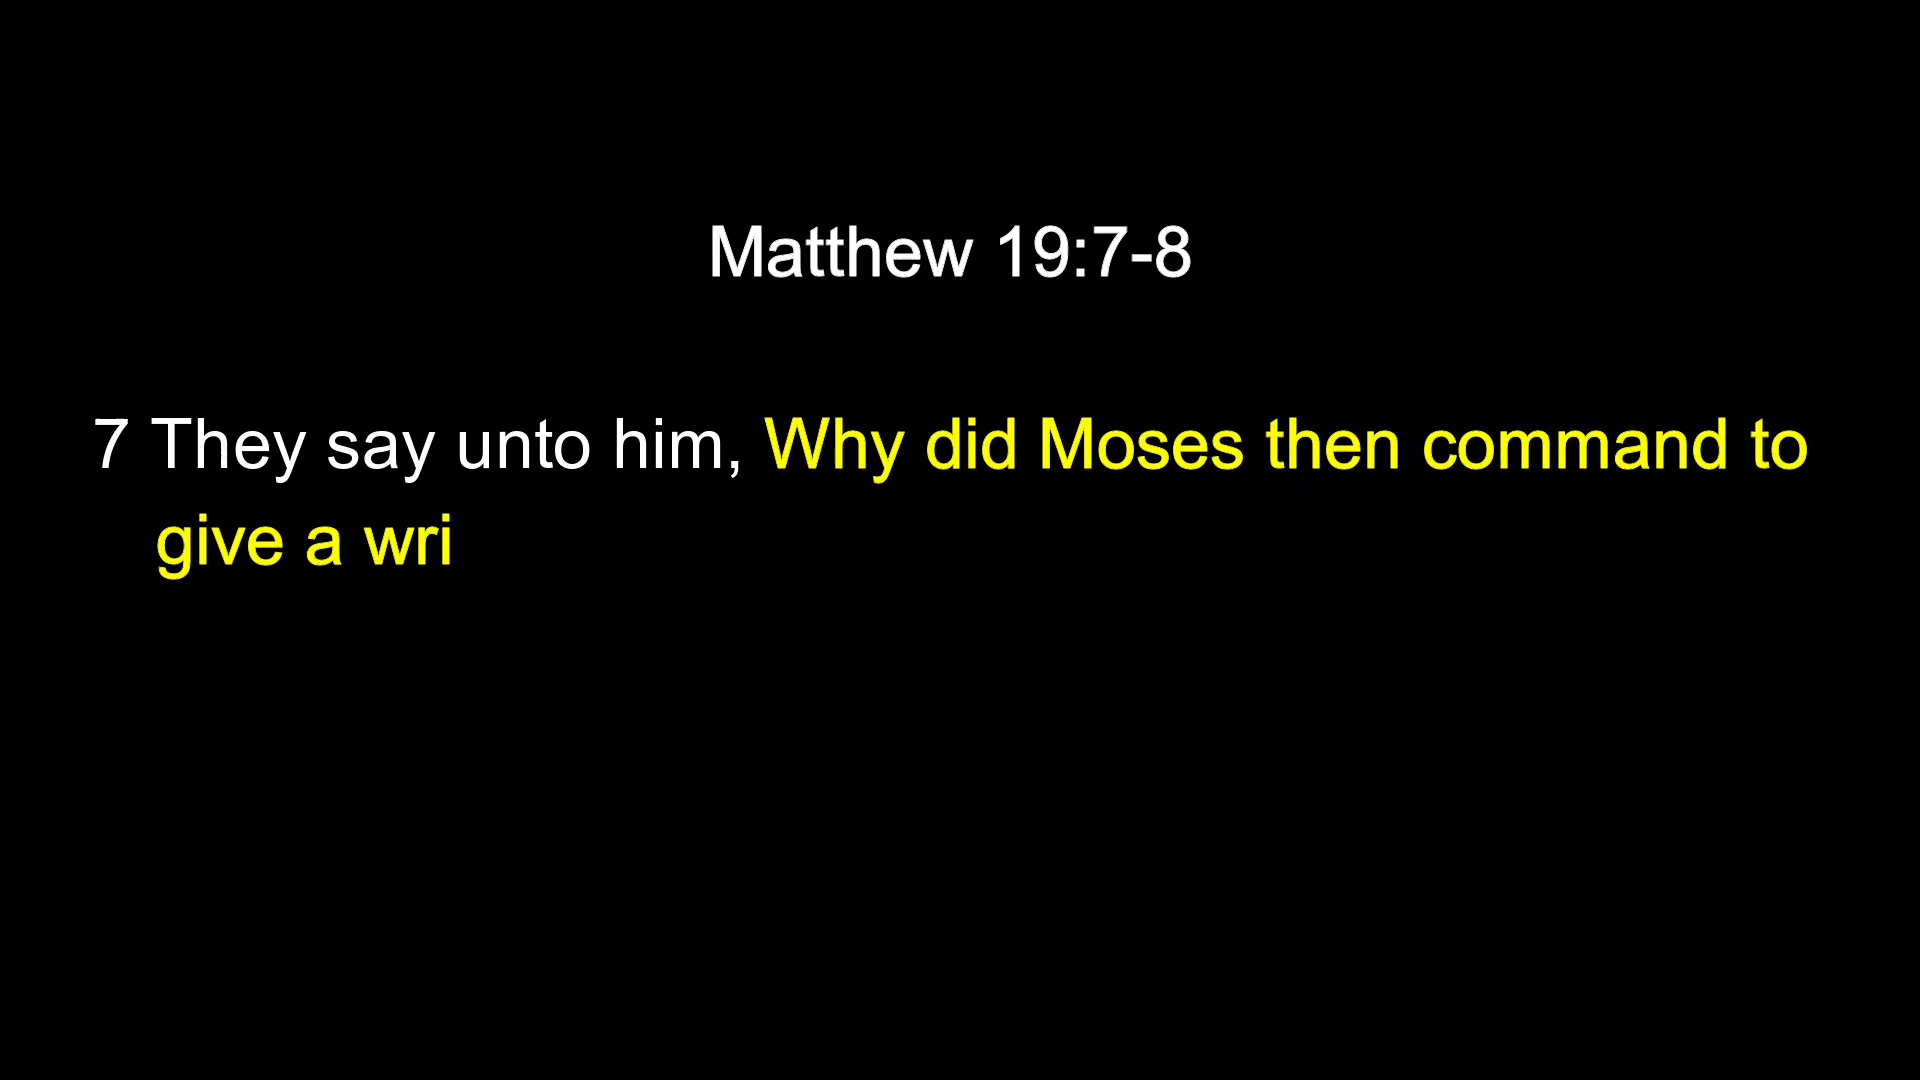 Matthew 19:7-8
7 They say unto him, Why did Moses then command to
give a wri